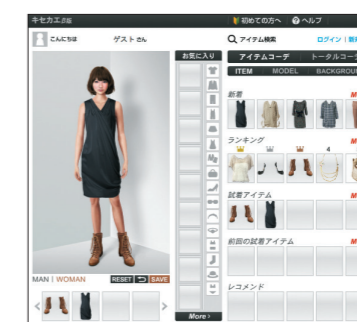 キセカエ
初めての方へ ヘルプ
こんにちは ゲスト さん
アイテム検索 ログイン
お気に入り
アイテムコーデ トータルコーデ
ITEM MODEL BACKGROU
新着
ランキング
4
試着アイテム
前回の試着アイテム
レコメンド
MAN | WOMAN RESET SAVE
More